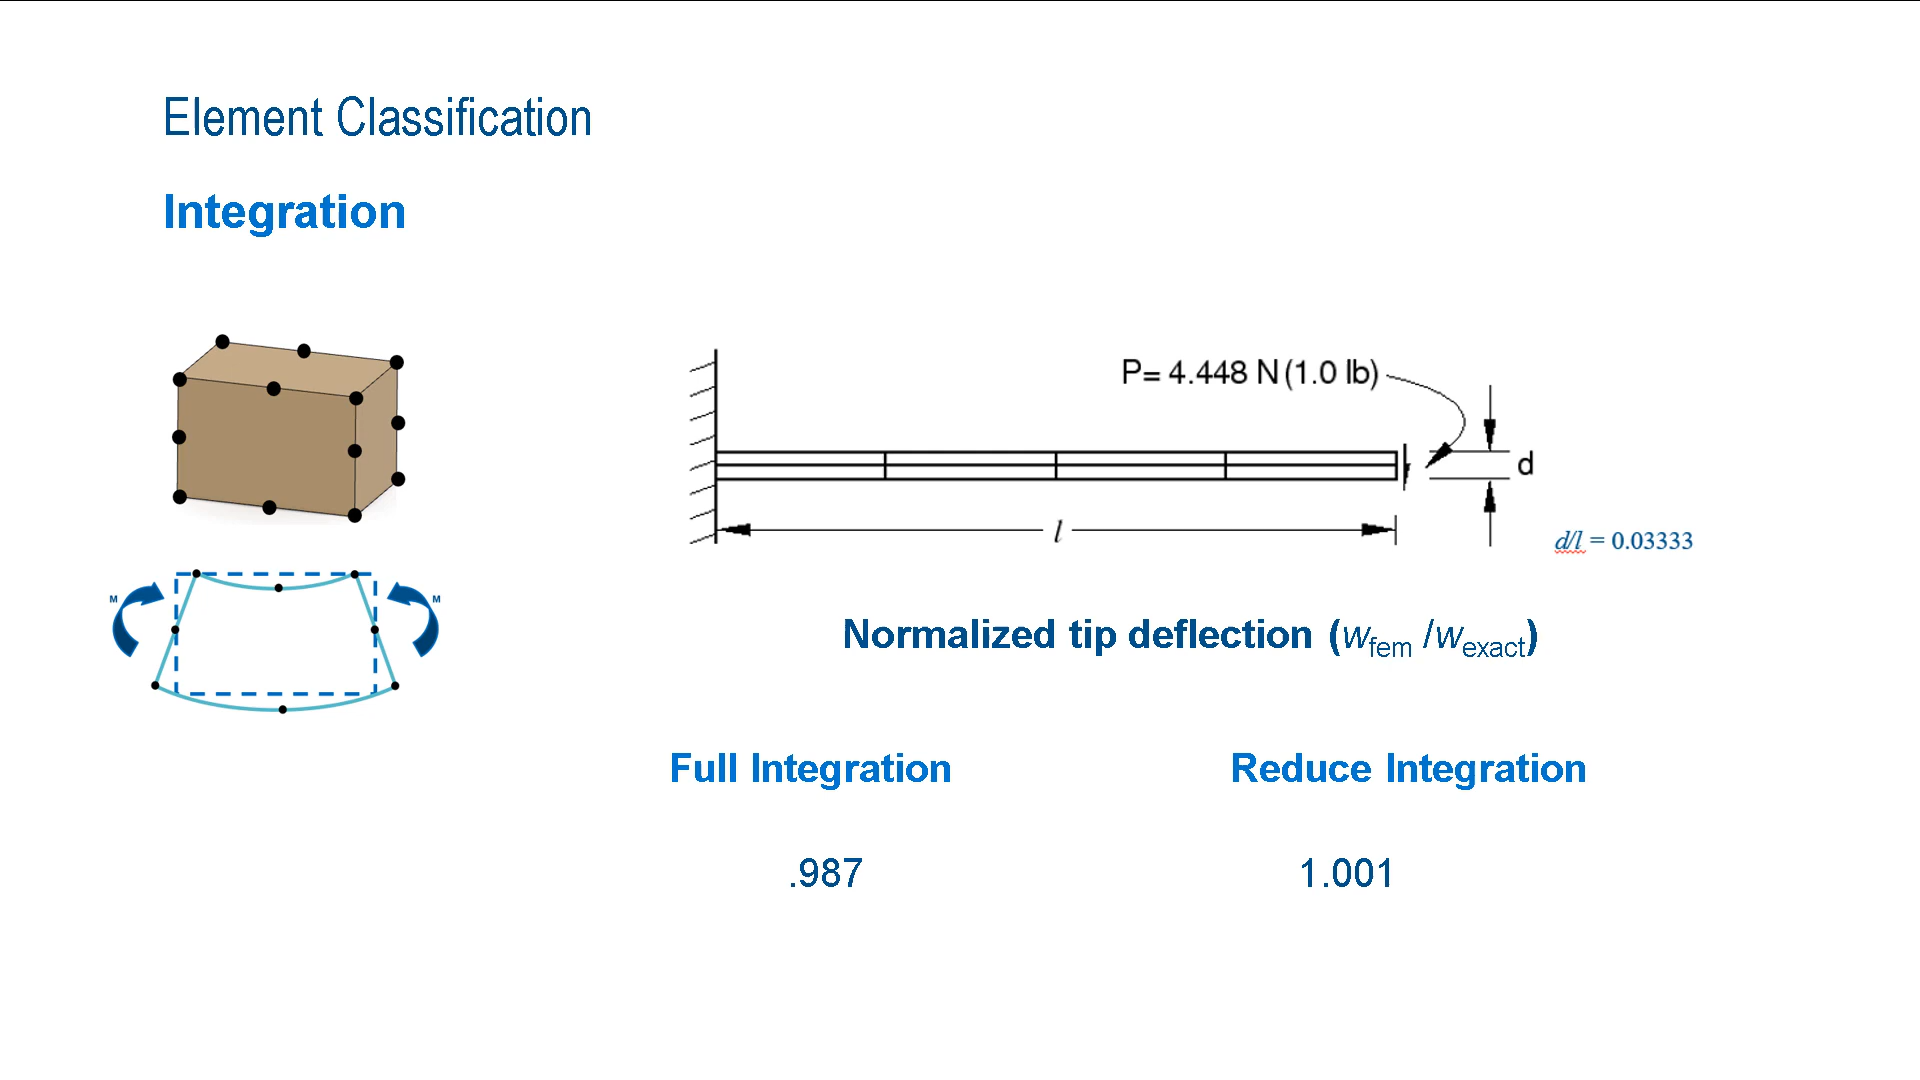 Element Classification
Integration
P= 4.448 N (1.0 lb)
d
l
d/l = 0.03333
M
M
Normalized tip deflection (wfem /wexact)
Full Integration
Reduce Integration
.987
1.001